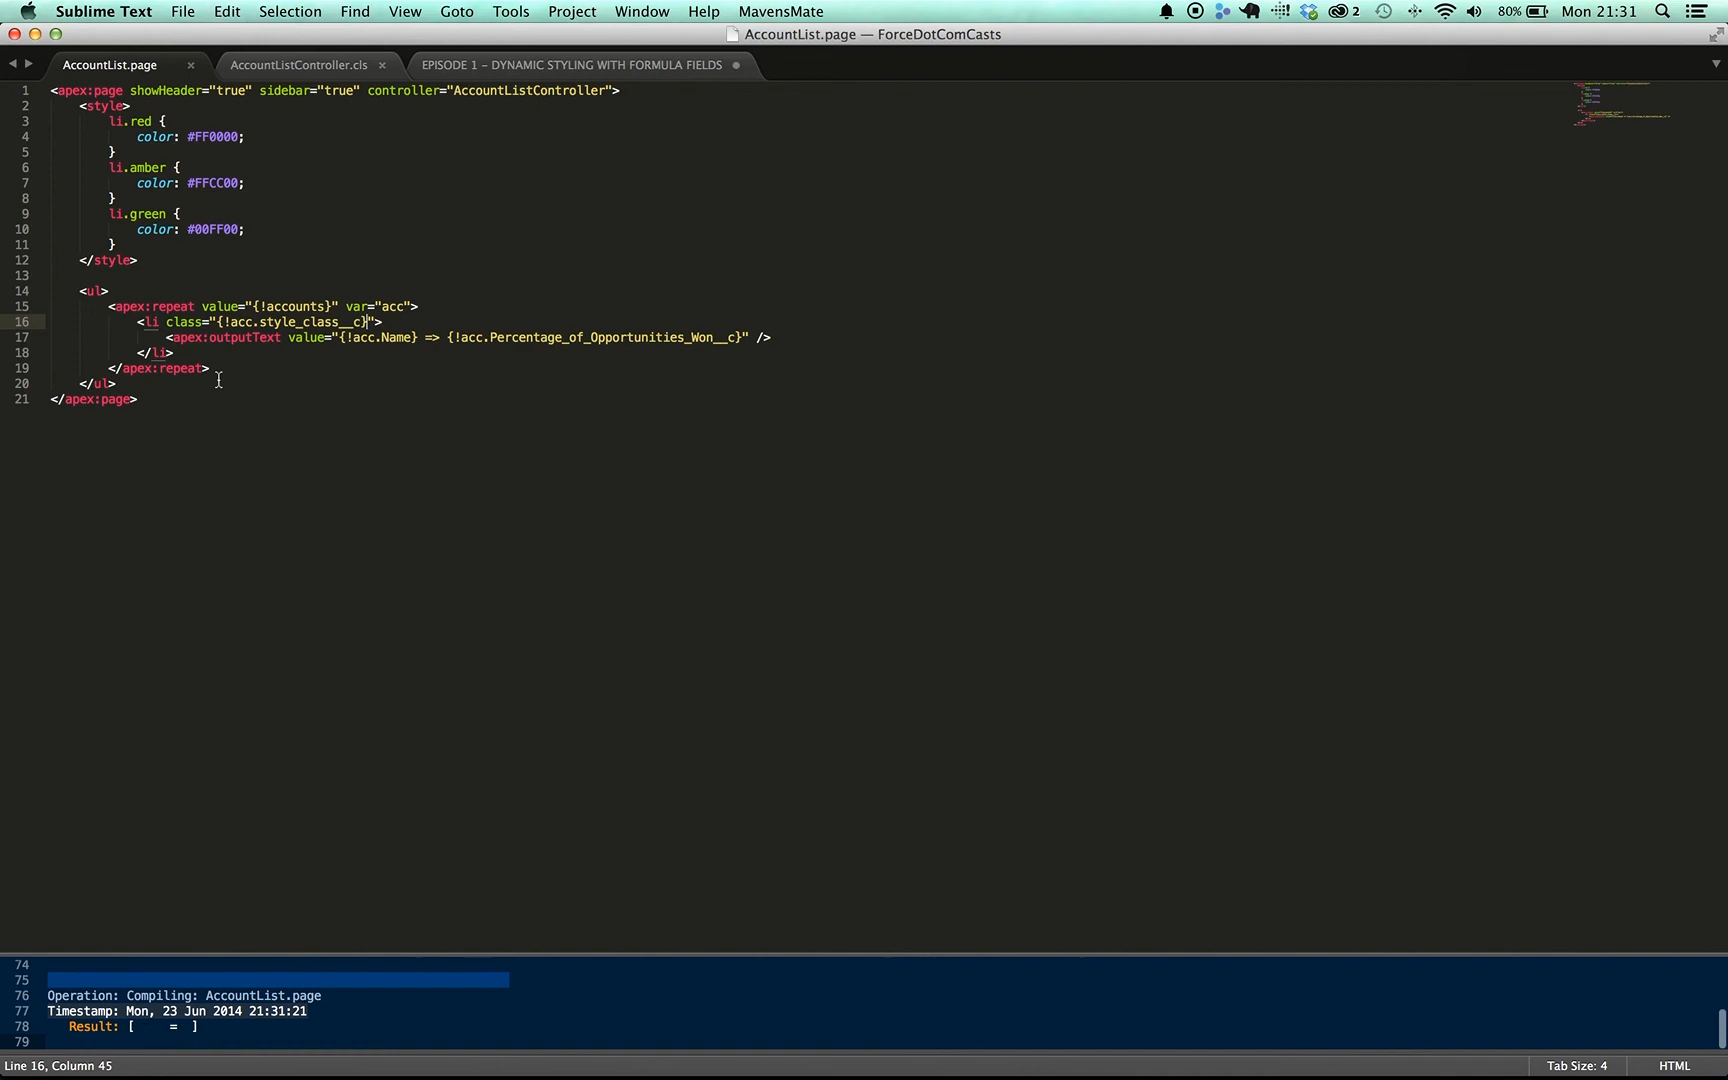 Sublime Text File Edit Selection Find View Goto Tools Project Window Help MavensMate 2 80% Mon 21:31
AccountList.page — ForceDotComCasts
AccountList.page × AccountListController.cls × EPISODE 1 - DYNAMIC STYLING WITH FORMULA FIELDS
1 <apex:page showHeader="true" sidebar="true" controller="AccountListController">
2 <style>
3 li.red {
4 color: #FF0000;
5 }
6 li.amber {
7 color: #FFCC00;
8 }
9 li.green {
10 color: #00FF00;
11 }
12 </style>
13
14 <ul>
15 <apex:repeat value="{!accounts}" var="acc">
16 <li class="{!acc.style_class__c}">
17 <apex:outputText value="{!acc.Name} => {!acc.Percentage_of_Opportunities_Won__c}" />
18 </li>
19 </apex:repeat>
20 </ul>
21 </apex:page>
74
75
76 Operation: Compiling: AccountList.page
77 Timestamp: Mon, 23 Jun 2014 21:31:21
78 Result: [ = ]
79
Line 16, Column 45 Tab Size: 4 HTML